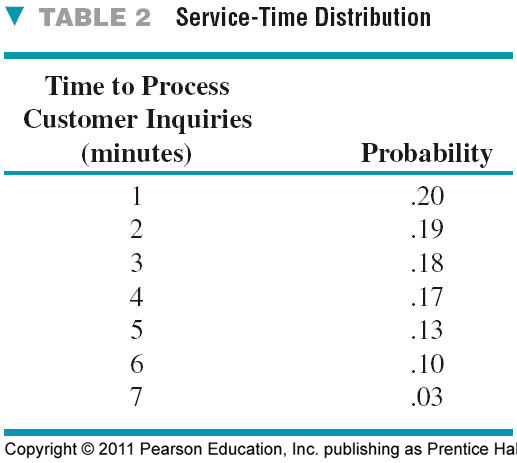 ▼ TABLE 2 Service-Time Distribution
Time to Process
Customer Inquiries
(minutes) Probability
1 .20
2 .19
3 .18
4 .17
5 .13
6 .10
7 .03
Copyright © 2011 Pearson Education, Inc. publishing as Prentice Hal